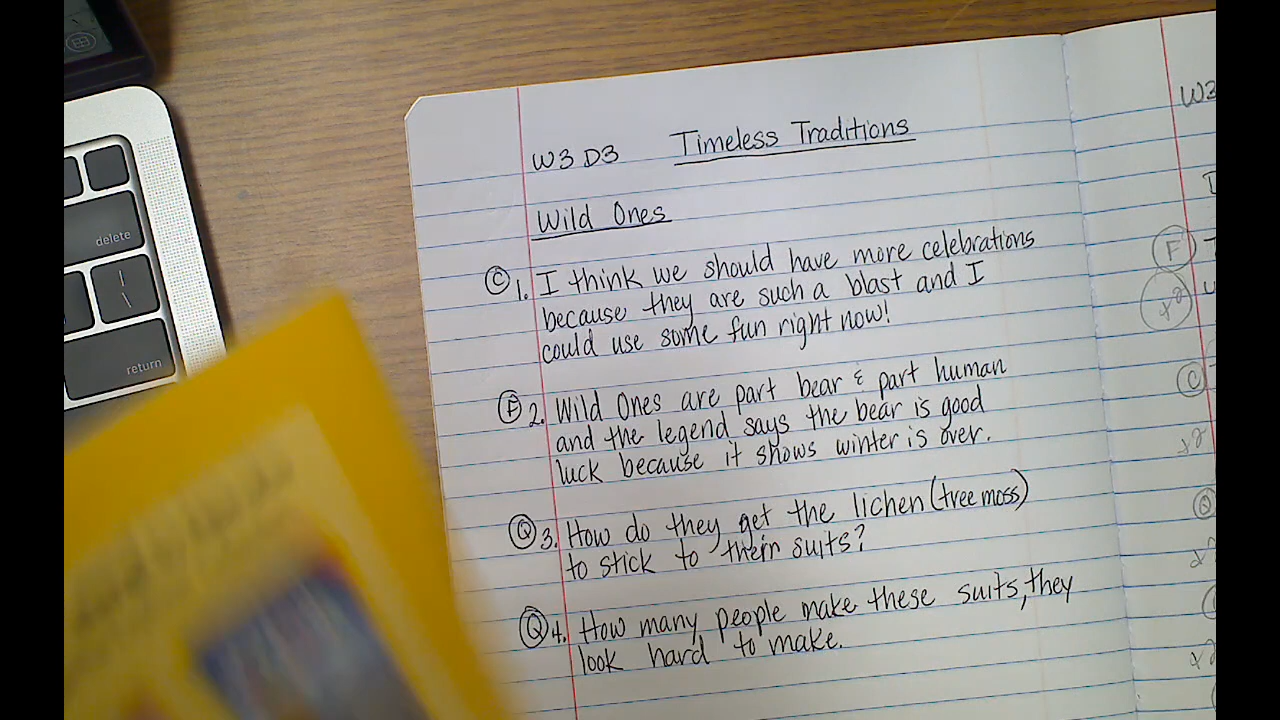 W3 D3 Timeless Traditions
Wild Ones
C 1. I think we should have more celebrations
because they are such a blast and I
could use some fun right now!
F 2. Wild Ones are part bear & part human
and the legend says the bear is good
luck because it shows winter is over.
Q 3. How do they get the lichen (tree moss)
to stick to their suits?
Q 4. How many people make these suits, they
look hard to make.
W3
F
+2
C
+2
Q
delete
return